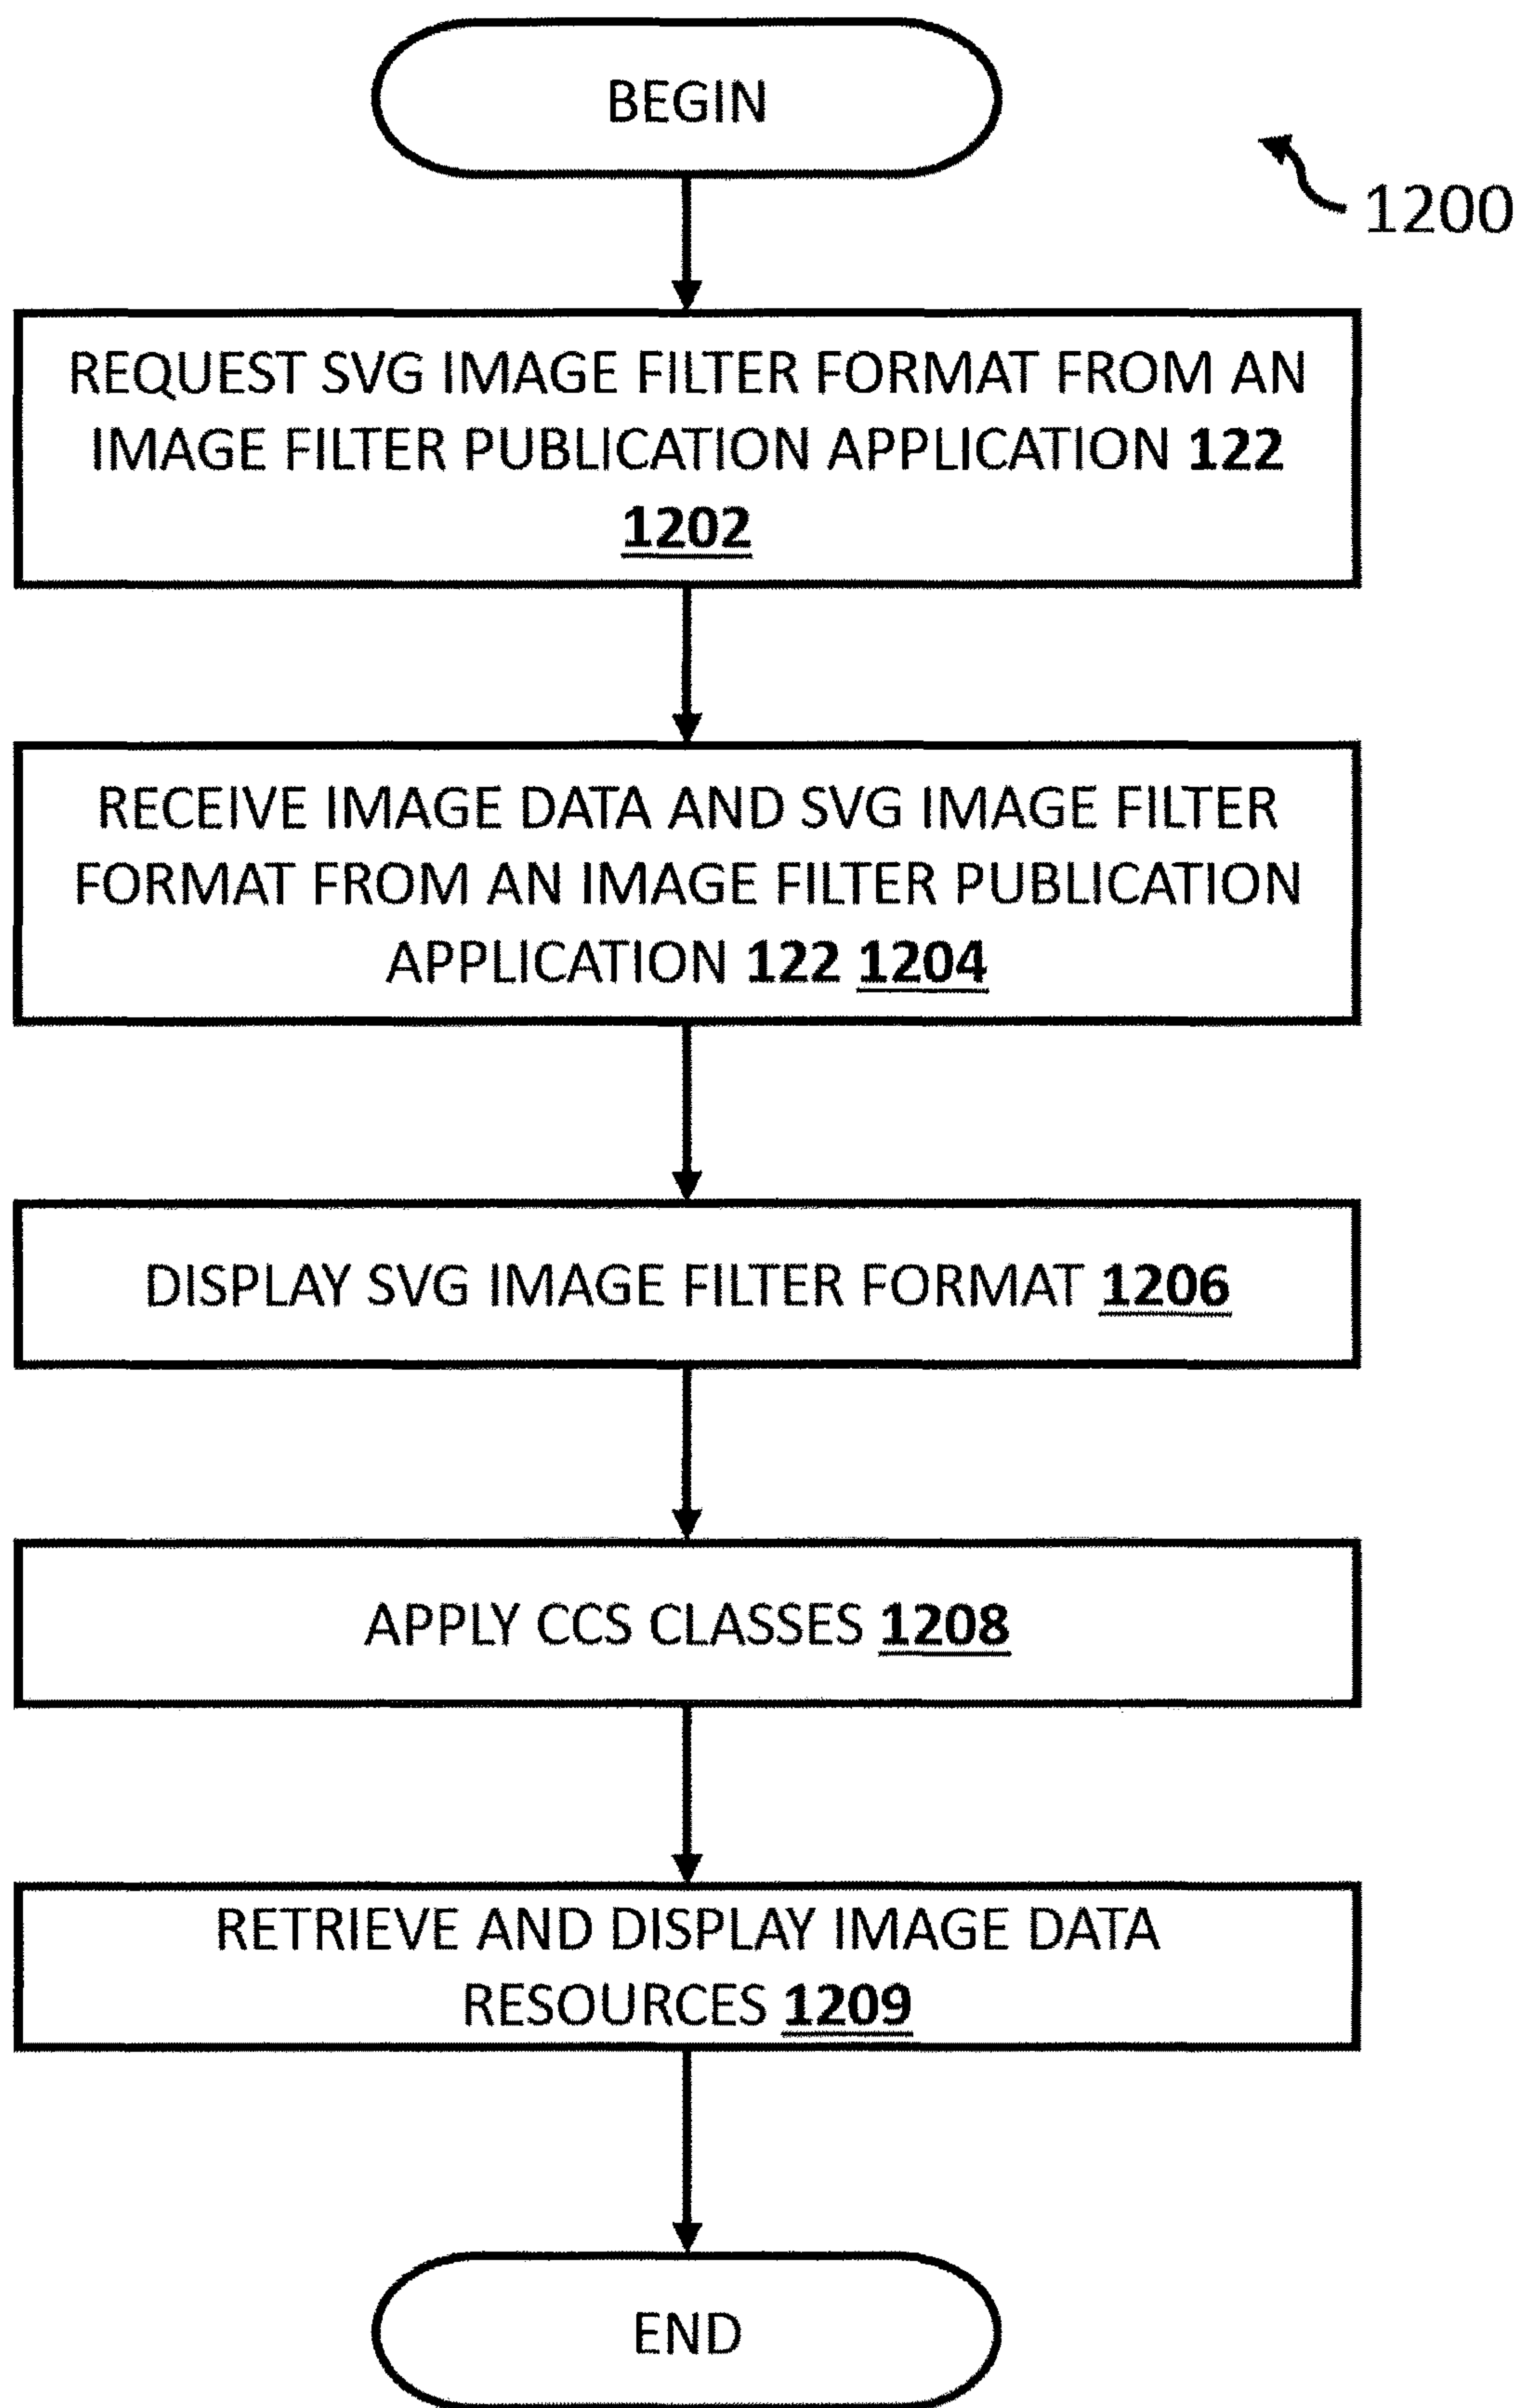 BEGIN
1200
REQUEST SVG IMAGE FILTER FORMAT FROM AN
IMAGE FILTER PUBLICATION APPLICATION 122
1202
RECEIVE IMAGE DATA AND SVG IMAGE FILTER
FORMAT FROM AN IMAGE FILTER PUBLICATION
APPLICATION 122 1204
DISPLAY SVG IMAGE FILTER FORMAT 1206
APPLY CCS CLASSES 1208
RETRIEVE AND DISPLAY IMAGE DATA
RESOURCES 1209
END